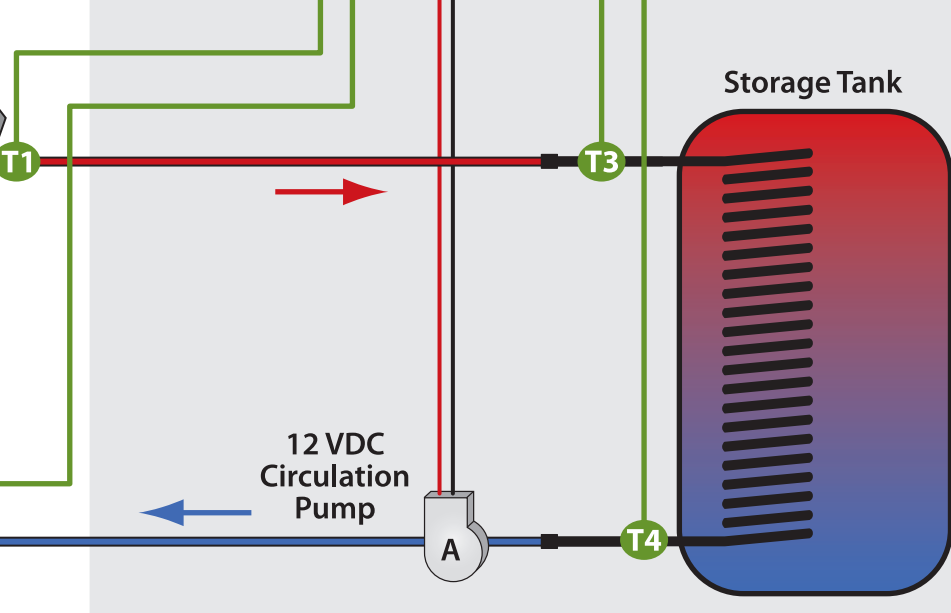 Storage Tank
T1
T3
12 VDC
Circulation
Pump
A
T4